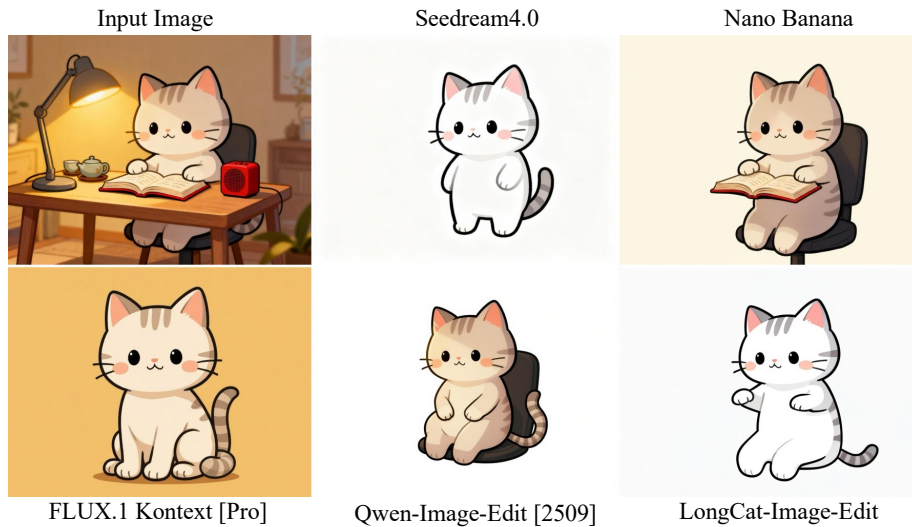 Input Image
Seedream4.0
Nano Banana
FLUX.1 Kontext [Pro]
Qwen-Image-Edit [2509]
LongCat-Image-Edit